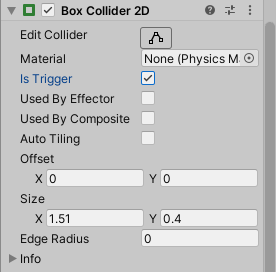 Box Collider 2D
Edit Collider
Material None (Physics Ma
Is Trigger
Used By Effector
Used By Composite
Auto Tiling
Offset
X 0 Y 0
Size
X 1.51 Y 0.4
Edge Radius 0
Info